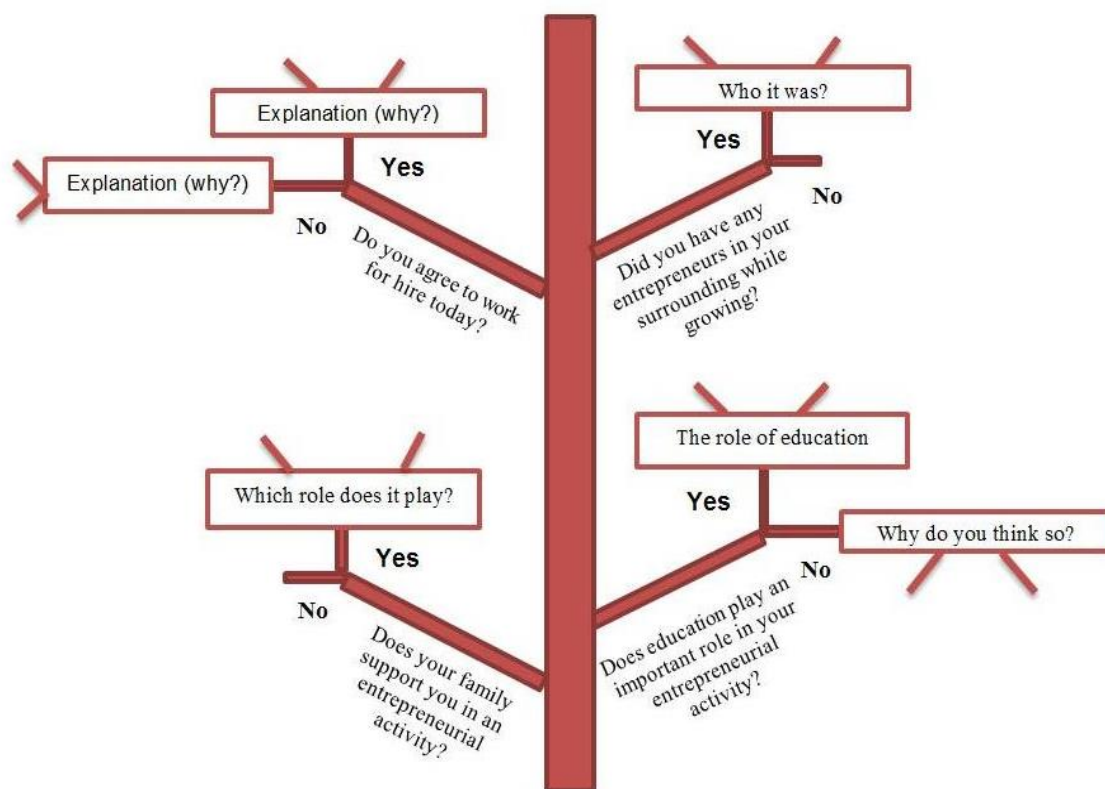 Explanation (why?)
Yes
Explanation (why?)
No
Do you agree to work
for hire today?
Who it was?
Yes
No
Did you have any
entrepreneurs in your
surrounding while
growing?
Which role does it play?
Yes
No
Does your family
support you in an
entrepreneurial
activity?
The role of education
Yes
Why do you think so?
No
Does education play an
important role in your
entrepreneurial
activity?